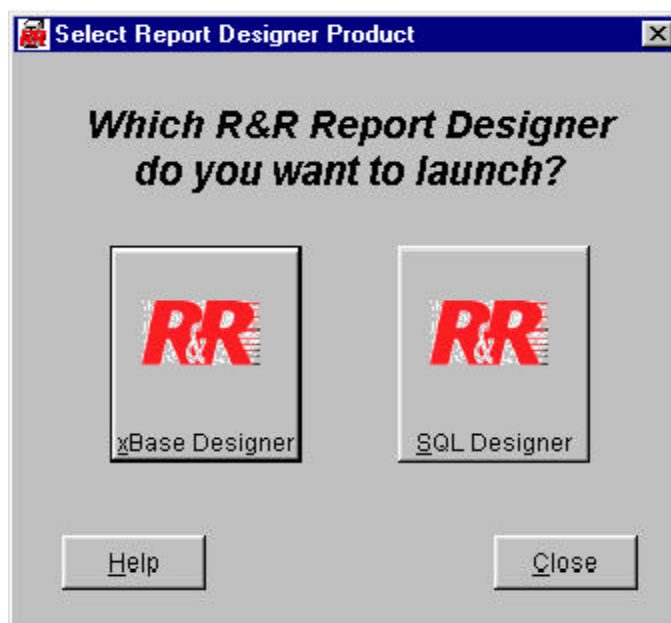 Select Report Designer Product
Which R&R Report Designer
do you want to launch?
R&R R&R
xBase Designer SQL Designer
Help Close